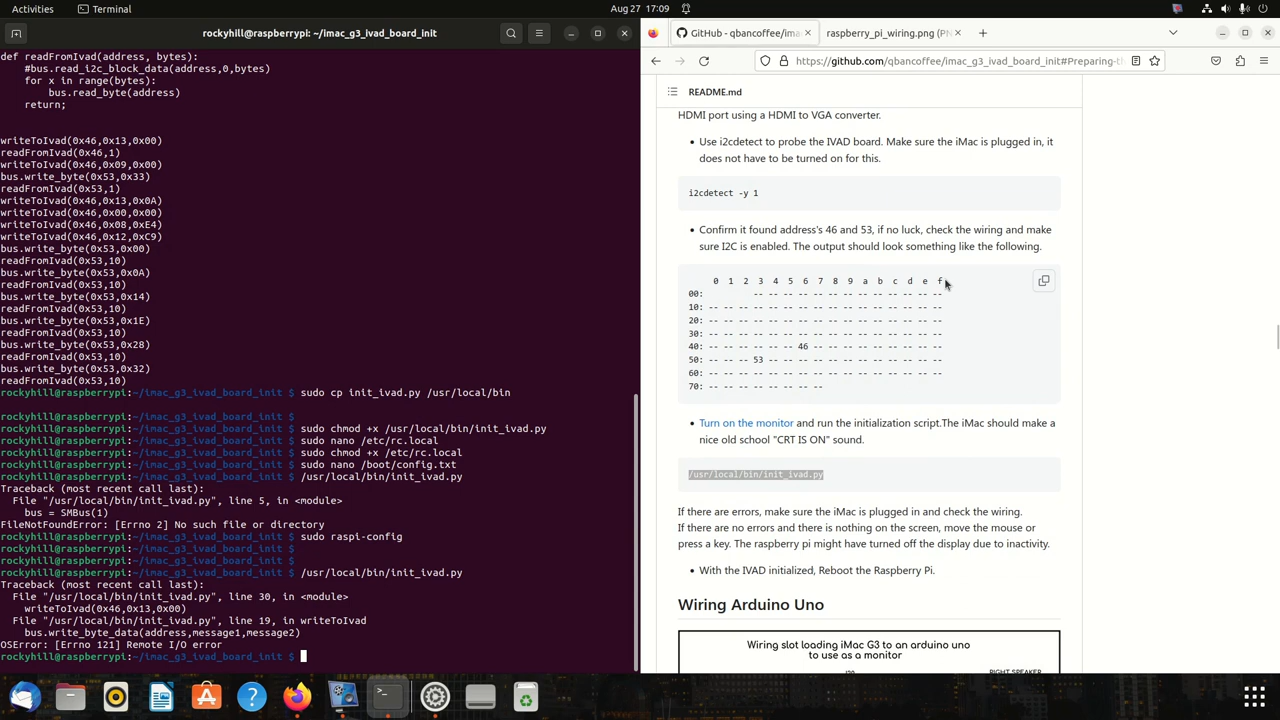 Activities
Terminal
Aug 27 17:09
rockyhill@raspberrypi: ~/imac_g3_ivad_board_init
def readFromIvad(address, bytes):
#bus.read_i2c_block_data(address,0,bytes)
for x in range(bytes):
bus.read_byte(address)
return;
writeToIvad(0x46,0x13,0x00)
readFromIvad(0x46,1)
writeToIvad(0x46,0x09,0x00)
bus.write_byte(0x53,0x33)
readFromIvad(0x53,1)
writeToIvad(0x46,0x13,0x0A)
writeToIvad(0x46,0x00,0x00)
writeToIvad(0x46,0x08,0xE4)
writeToIvad(0x46,0x12,0xC9)
bus.write_byte(0x53,0x00)
readFromIvad(0x53,10)
bus.write_byte(0x53,0x0A)
readFromIvad(0x53,10)
bus.write_byte(0x53,0x14)
readFromIvad(0x53,10)
bus.write_byte(0x53,0x1E)
readFromIvad(0x53,10)
bus.write_byte(0x53,0x28)
readFromIvad(0x53,10)
bus.write_byte(0x53,0x32)
readFromIvad(0x53,10)
rockyhill@raspberrypi:~/imac_g3_ivad_board_init $ sudo cp init_ivad.py /usr/local/bin
rockyhill@raspberrypi:~/imac_g3_ivad_board_init $
rockyhill@raspberrypi:~/imac_g3_ivad_board_init $ sudo chmod +x /usr/local/bin/init_ivad.py
rockyhill@raspberrypi:~/imac_g3_ivad_board_init $ sudo nano /etc/rc.local
rockyhill@raspberrypi:~/imac_g3_ivad_board_init $ sudo chmod +x /etc/rc.local
rockyhill@raspberrypi:~/imac_g3_ivad_board_init $ sudo nano /boot/config.txt
rockyhill@raspberrypi:~/imac_g3_ivad_board_init $ /usr/local/bin/init_ivad.py
Traceback (most recent call last):
File "/usr/local/bin/init_ivad.py", line 5, in <module>
bus = SMBus(1)
FileNotFoundError: [Errno 2] No such file or directory
rockyhill@raspberrypi:~/imac_g3_ivad_board_init $ sudo raspi-config
rockyhill@raspberrypi:~/imac_g3_ivad_board_init $
rockyhill@raspberrypi:~/imac_g3_ivad_board_init $
rockyhill@raspberrypi:~/imac_g3_ivad_board_init $ /usr/local/bin/init_ivad.py
Traceback (most recent call last):
File "/usr/local/bin/init_ivad.py", line 30, in <module>
writeToIvad(0x46,0x13,0x00)
File "/usr/local/bin/init_ivad.py", line 19, in writeToIvad
bus.write_byte_data(address,message1,message2)
OSError: [Errno 121] Remote I/O error
rockyhill@raspberrypi:~/imac_g3_ivad_board_init $
GitHub - qbancoffee/ima
raspberry_pi_wiring.png (PN
https://github.com/qbancoffee/imac_g3_ivad_board_init#Preparing-th
README.md
HDMI port using a HDMI to VGA converter.
• Use i2cdetect to probe the IVAD board. Make sure the iMac is plugged in, it
does not have to be turned on for this.
i2cdetect -y 1
• Confirm it found address's 46 and 53, if no luck, check the wiring and make
sure I2C is enabled. The output should look something like the following.
0 1 2 3 4 5 6 7 8 9 a b c d e f
00: -- -- -- -- -- -- -- -- -- -- -- -- --
10: -- -- -- -- -- -- -- -- -- -- -- -- -- -- -- --
20: -- -- -- -- -- -- -- -- -- -- -- -- -- -- -- --
30: -- -- -- -- -- -- -- -- -- -- -- -- -- -- -- --
40: -- -- -- -- -- -- 46 -- -- -- -- -- -- -- -- --
50: -- -- -- 53 -- -- -- -- -- -- -- -- -- -- -- --
60: -- -- -- -- -- -- -- -- -- -- -- -- -- -- -- --
70: -- -- -- -- -- -- -- --
• Turn on the monitor and run the initialization script.The iMac should make a
nice old school "CRT IS ON" sound.
/usr/local/bin/init_ivad.py
If there are errors, make sure the iMac is plugged in and check the wiring.
If there are no errors and there is nothing on the screen, move the mouse or
press a key. The raspberry pi might have turned off the display due to inactivity.
• With the IVAD initialized, Reboot the Raspberry Pi.
Wiring Arduino Uno
Wiring slot loading iMac G3 to an arduino uno
to use as a monitor
RIGHT SPEAKER